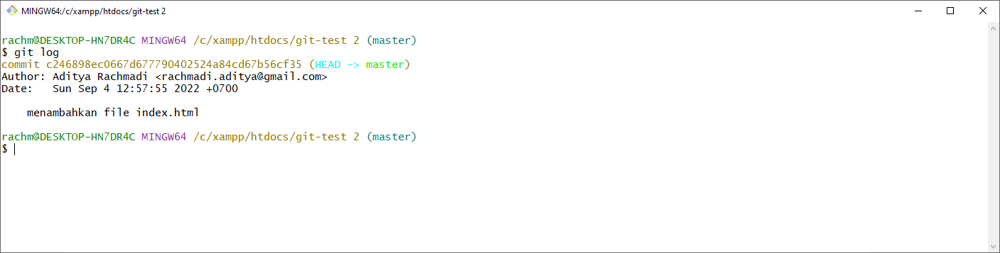 MINGW64:/c/xampp/htdocs/git-test 2
rachm@DESKTOP-HN7DR4C MINGW64 /c/xampp/htdocs/git-test 2 (master)
$ git log
commit c246898ec0667d677790402524a84cd67b56cf35 (HEAD -> master)
Author: Aditya Rachmadi <rachmadi.aditya@gmail.com>
Date:   Sun Sep 4 12:57:55 2022 +0700
menambahkan file index.html
rachm@DESKTOP-HN7DR4C MINGW64 /c/xampp/htdocs/git-test 2 (master)
$